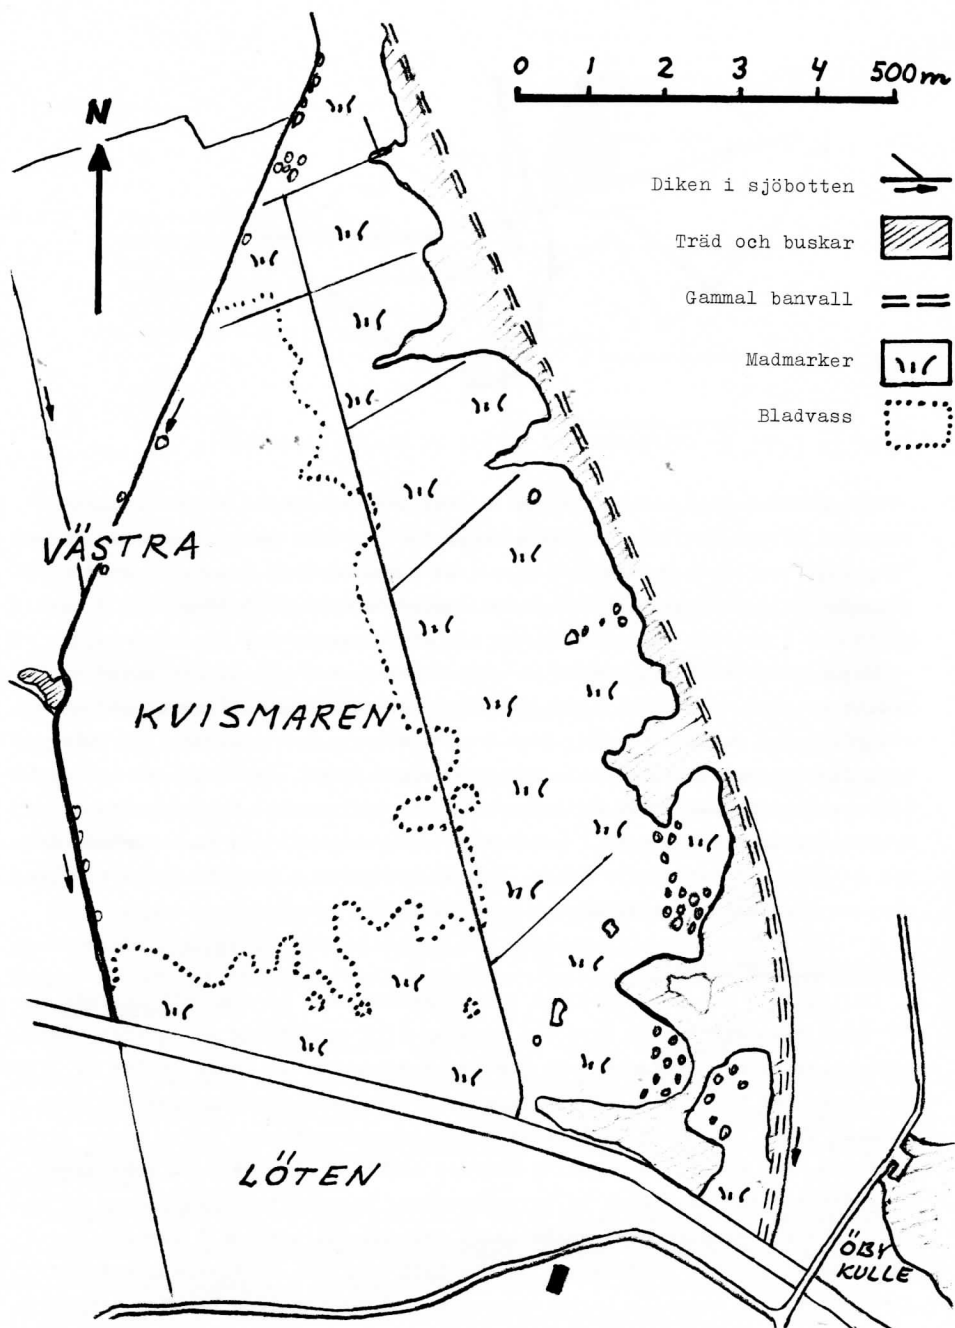 0 1 2 3 4 500m
N
Diken i sjöbotten
Träd och buskar
Gammal banvall
Madmarker
Bladvass
VÄSTRA
KVISMAREN
LÖTEN
ÖBY
KULLE